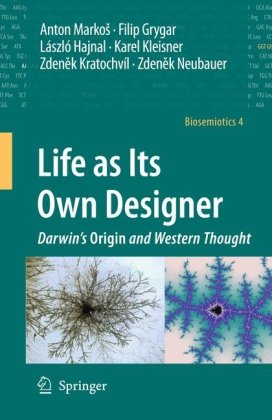 Anton Markoš · Filip Grygar
László Hajnal · Karel Kleisner
Zdeněk Kratochvíl · Zdeněk Neubauer
Biosemiotics 4
Life as Its
Own Designer
Darwin's Origin and Western Thought
Springer